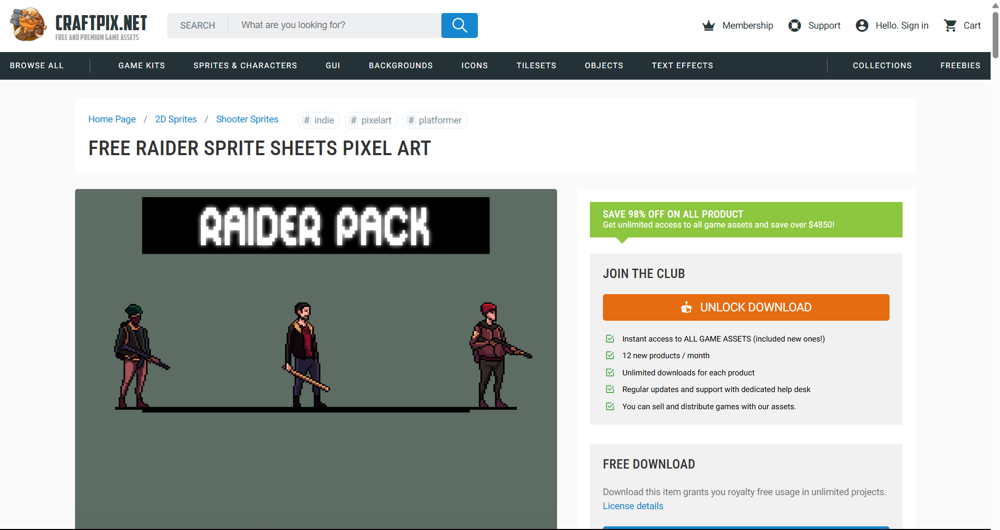 CRAFTPIX.NET
FREE AND PREMIUM GAME ASSETS
SEARCH
What are you looking for?
Membership
Support
Hello. Sign in
Cart
BROWSE ALL
GAME KITS
SPRITES & CHARACTERS
GUI
BACKGROUNDS
ICONS
TILESETS
OBJECTS
TEXT EFFECTS
COLLECTIONS
FREEBIES
Home Page / 2D Sprites / Shooter Sprites
# indie
# pixelart
# platformer
FREE RAIDER SPRITE SHEETS PIXEL ART
RAIDER PACK
SAVE 98% OFF ON ALL PRODUCT
Get unlimited access to all game assets and save over $4850!
JOIN THE CLUB
UNLOCK DOWNLOAD
Instant access to ALL GAME ASSETS (included new ones!)
12 new products / month
Unlimited downloads for each product
Regular updates and support with dedicated help desk
You can sell and distribute games with our assets.
FREE DOWNLOAD
Download this item grants you royalty free usage in unlimited projects.
License details